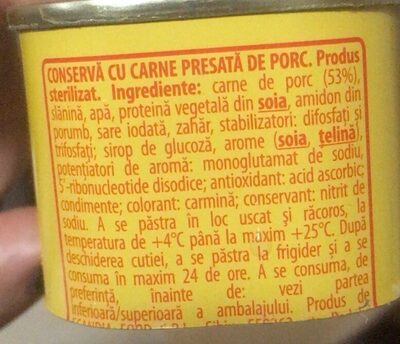 CONSERVĂ CU CARNE PRESATĂ DE PORC. Produs
sterilizat. Ingrediente: carne de porc (53%),
slănină, apă, proteină vegetală din soia, amidon din
porumb, sare iodată, zahăr, stabilizatori: difosfați și
trifosfați; sirop de glucoză, arome (soia, țelină),
potențiatori de aromă: monoglutamat de sodiu,
5'-ribonucleotide disodice; antioxidant: acid ascorbic;
condimente; colorant: carmină; conservant: nitrit de
sodiu. A se păstra în loc uscat și răcoros, la
temperatura de +4°C până la maxim +25°C. După
deschiderea cutiei, a se păstra la frigider și a se
consuma în maxim 24 de ore. A se consuma, de
preferință, înainte de: vezi partea
inferioară/superioară a ambalajului. Produs de